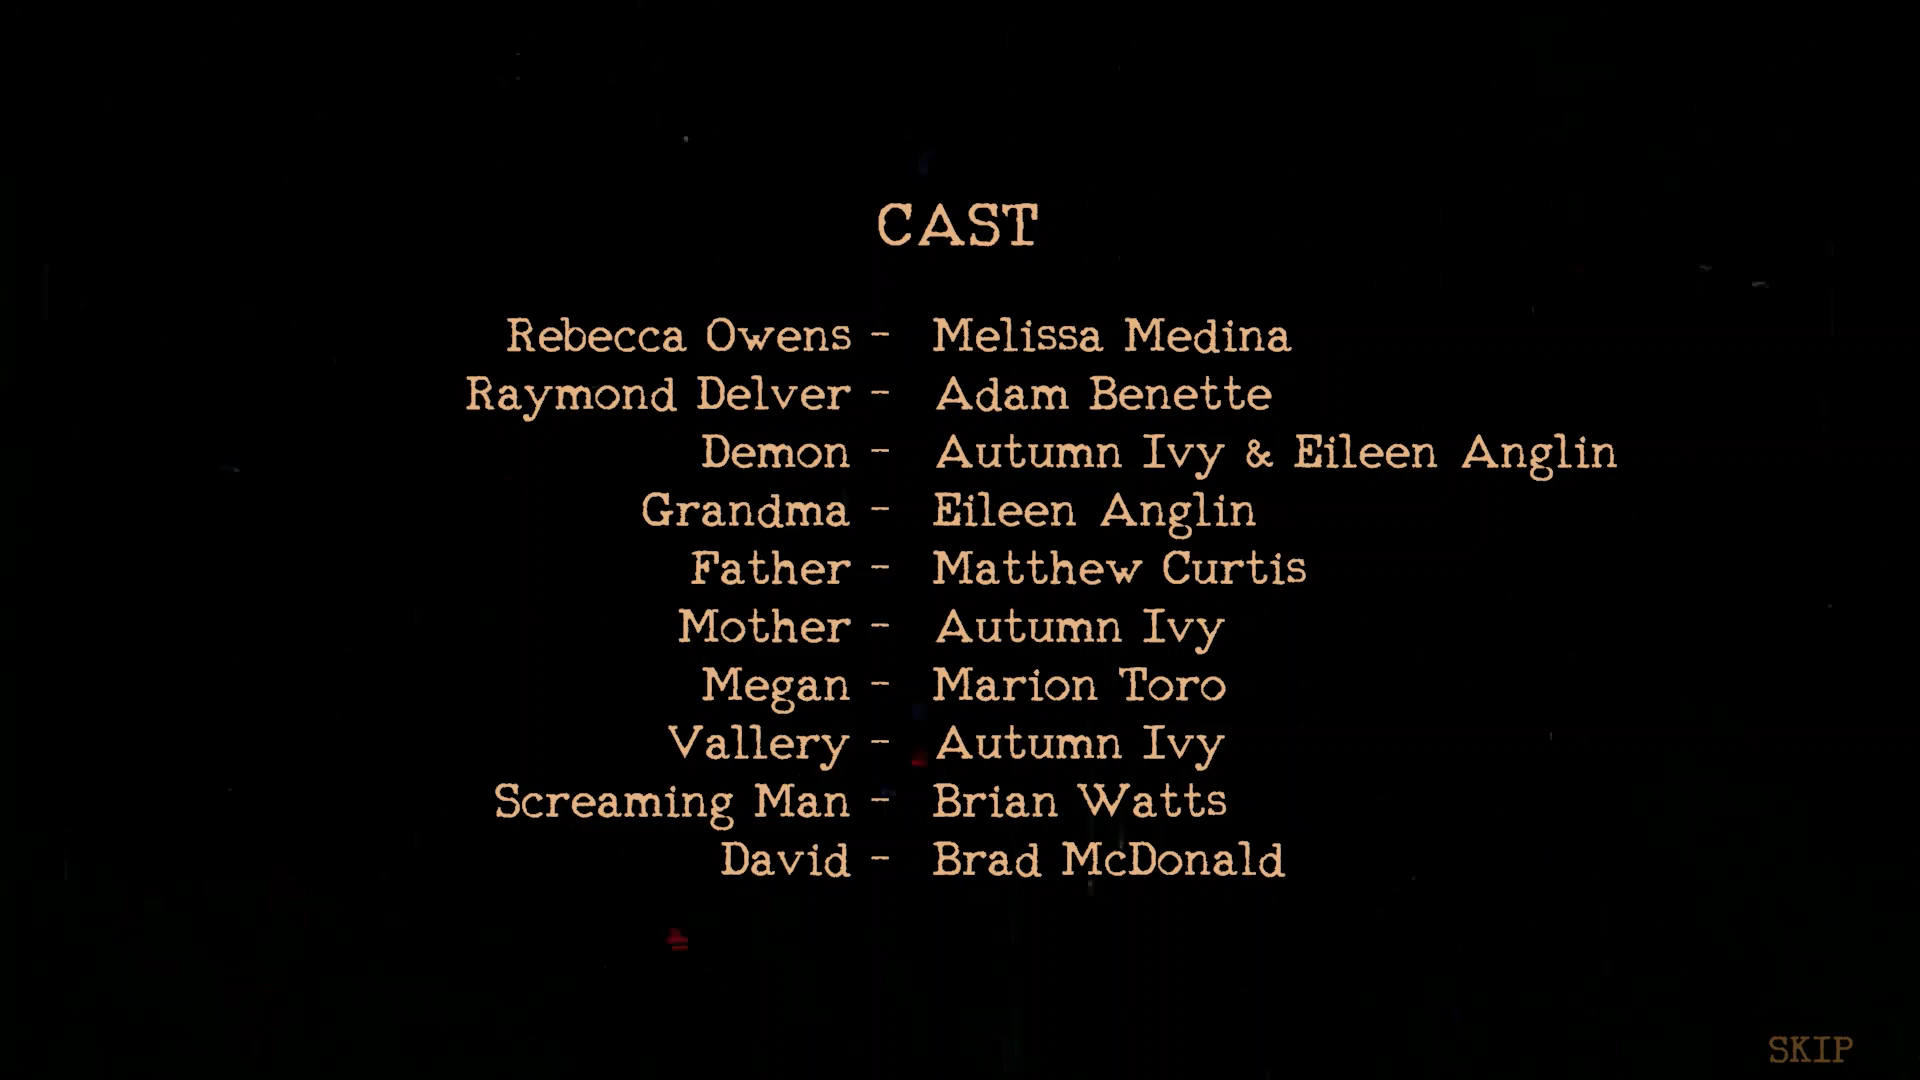 CAST
Rebecca Owens - Melissa Medina
Raymond Delver - Adam Benette
Demon - Autumn Ivy & Eileen Anglin
Grandma - Eileen Anglin
Father - Matthew Curtis
Mother - Autumn Ivy
Megan - Marion Toro
Vallery - Autumn Ivy
Screaming Man - Brian Watts
David - Brad McDonald
SKIP